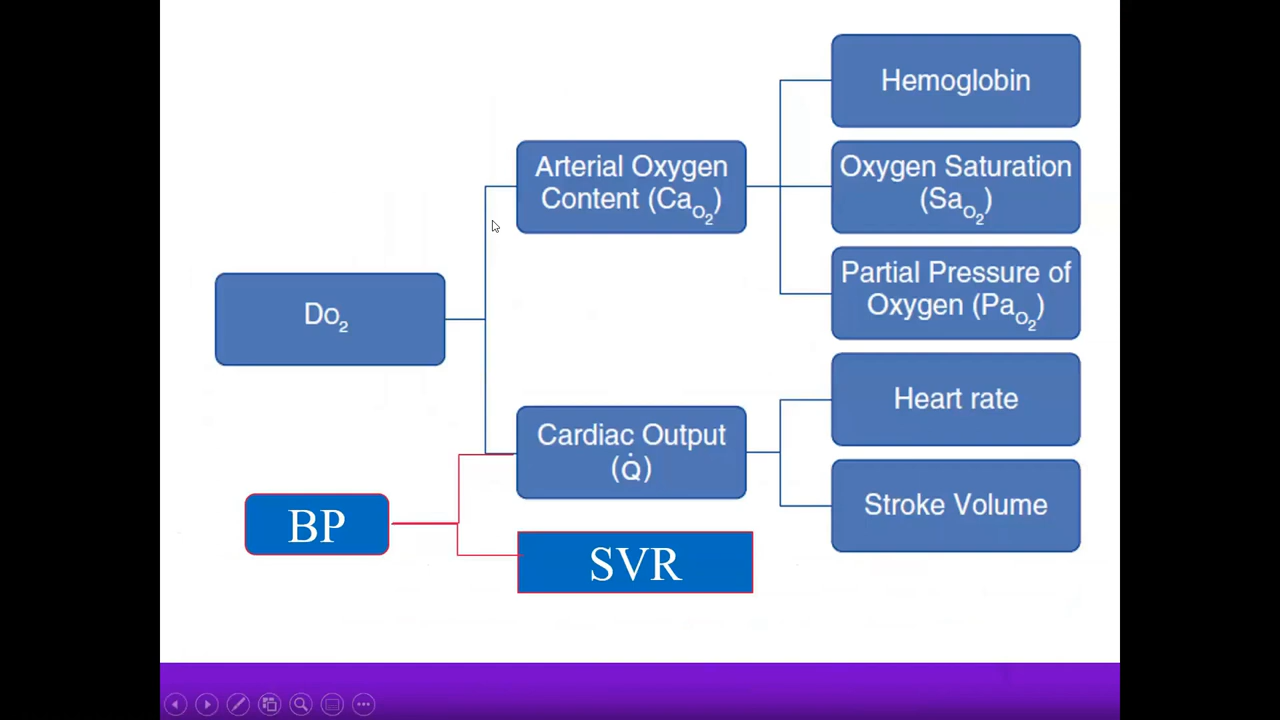 Hemoglobin
Arterial Oxygen
Content (CaO₂)
Oxygen Saturation
(SaO₂)
Partial Pressure of
Oxygen (PaO₂)
Do₂
Heart rate
Cardiac Output
(Q̇)
Stroke Volume
BP
SVR